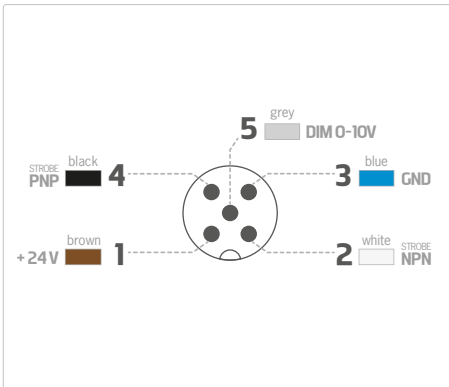 grey
5 DIM 0-10V
STROBE
PNP
black
4
3
blue
GND
+24V
brown
1
2
white
STROBE
NPN